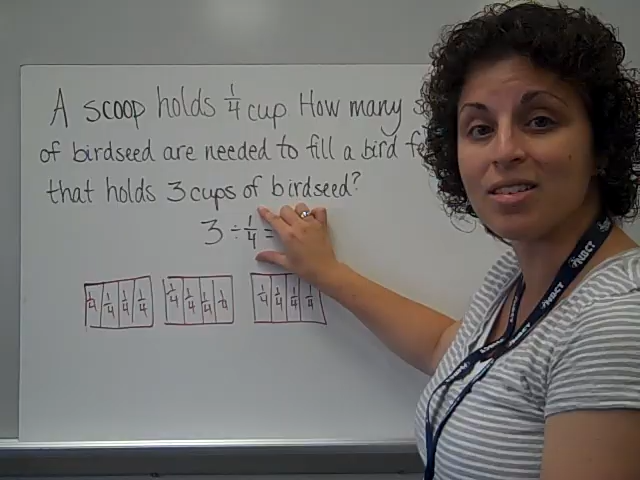 A scoop holds 1/4 cup How many
of birdseed are needed to fill a bird
that holds 3 cups of birdseed?
3 ÷ 1/4 =
1/4 1/4 1/4 1/4 1/4 1/4 1/4 1/4 1/4 1/4 1/4 1/4
NBCT
NBCT